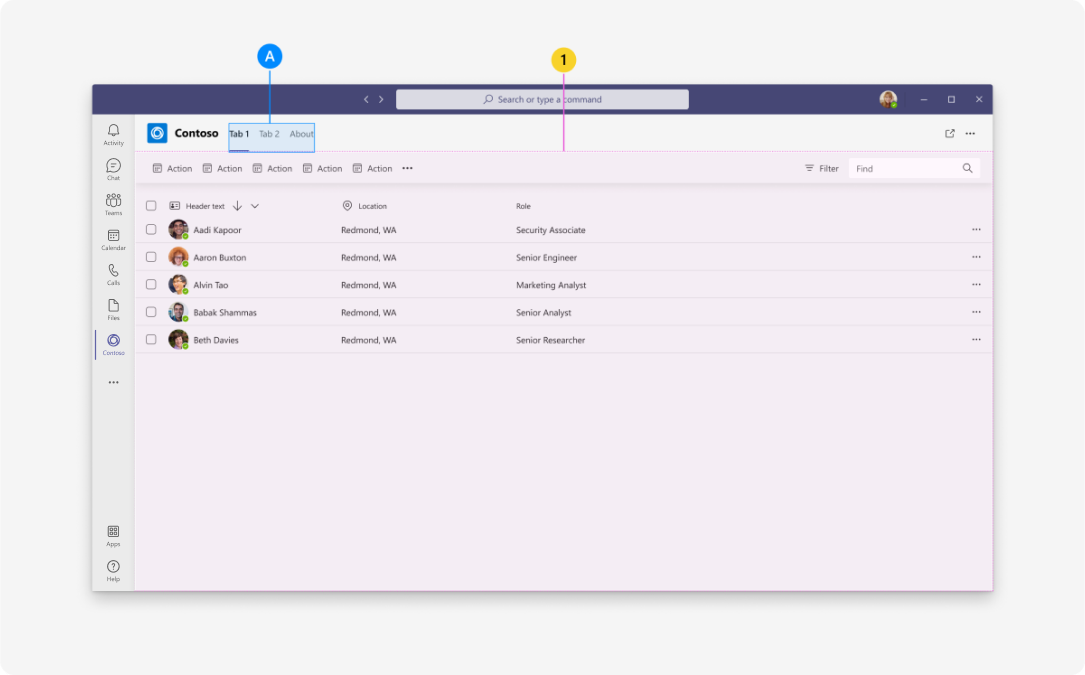 A
1
Search or type a command
Activity
Chat
Teams
Calendar
Calls
Files
Contoso
Apps
Help
Contoso Tab 1 Tab 2 About
Action Action Action Action Action Filter Find
Header text Location Role
Aadi Kapoor Redmond, WA Security Associate
Aaron Buxton Redmond, WA Senior Engineer
Alvin Tao Redmond, WA Marketing Analyst
Babak Shammas Redmond, WA Senior Analyst
Beth Davies Redmond, WA Senior Researcher